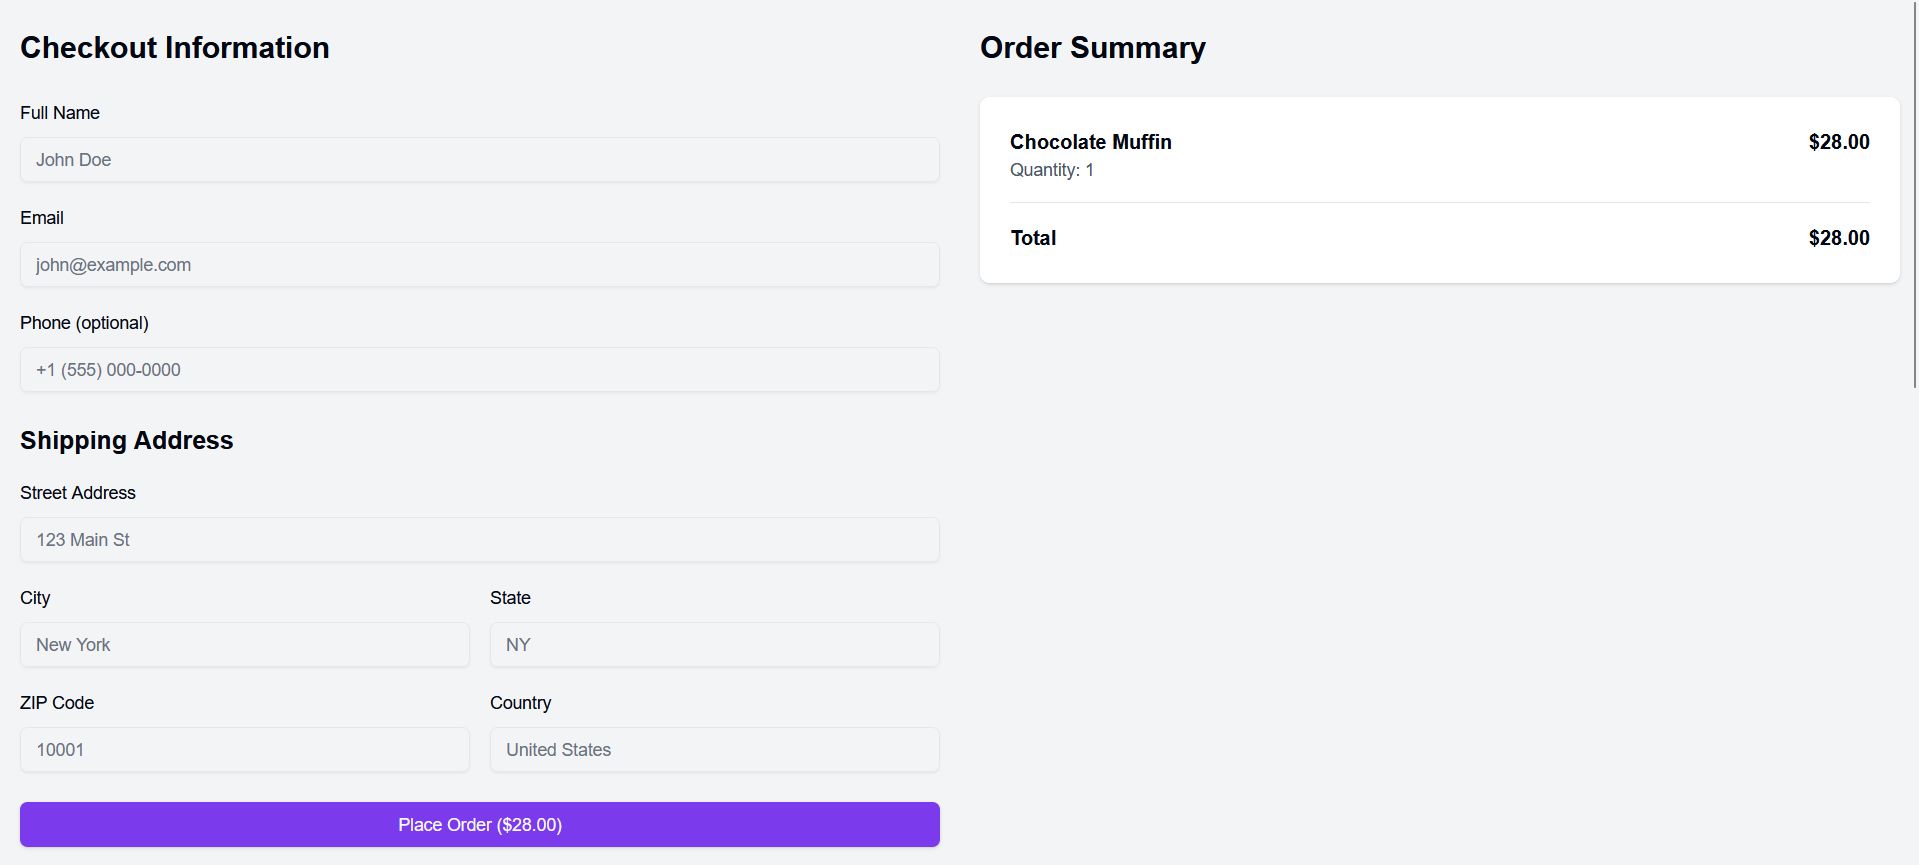 Checkout Information
Full Name
John Doe
Email
john@example.com
Phone (optional)
+1 (555) 000-0000
Shipping Address
Street Address
123 Main St
City State
New York NY
ZIP Code Country
10001 United States
Place Order ($28.00)
Order Summary
Chocolate Muffin $28.00
Quantity: 1
Total $28.00